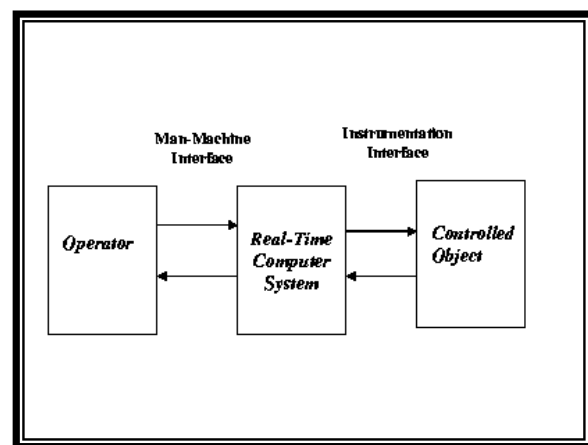 Man-Machine
Interface
Instrumentation
Interface
Operator
Real-Time
Computer
System
Controlled
Object